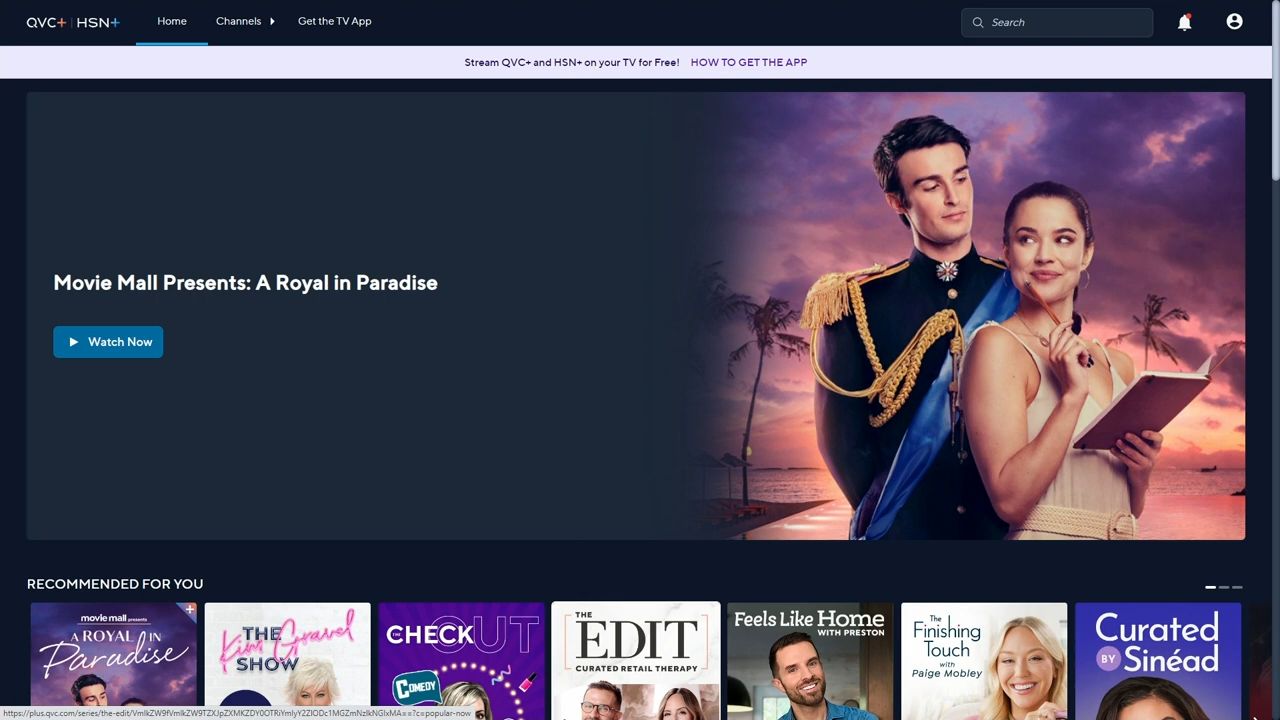 QVC+ | HSN+
Home
Channels
Get the TV App
Search
Stream QVC+ and HSN+ on your TV for Free! HOW TO GET THE APP
Movie Mall Presents: A Royal in Paradise
Watch Now
RECOMMENDED FOR YOU
movie mall presents
A ROYAL IN
Paradise
THE
Kim Gravel
SHOW
THE
CHECKOUT
COMEDY
THE
EDIT
CURATED RETAIL THERAPY
Feels Like Home
WITH PRESTON
The
Finishing
Touch
with
Paige Mobley
Curated
BY Sinéad